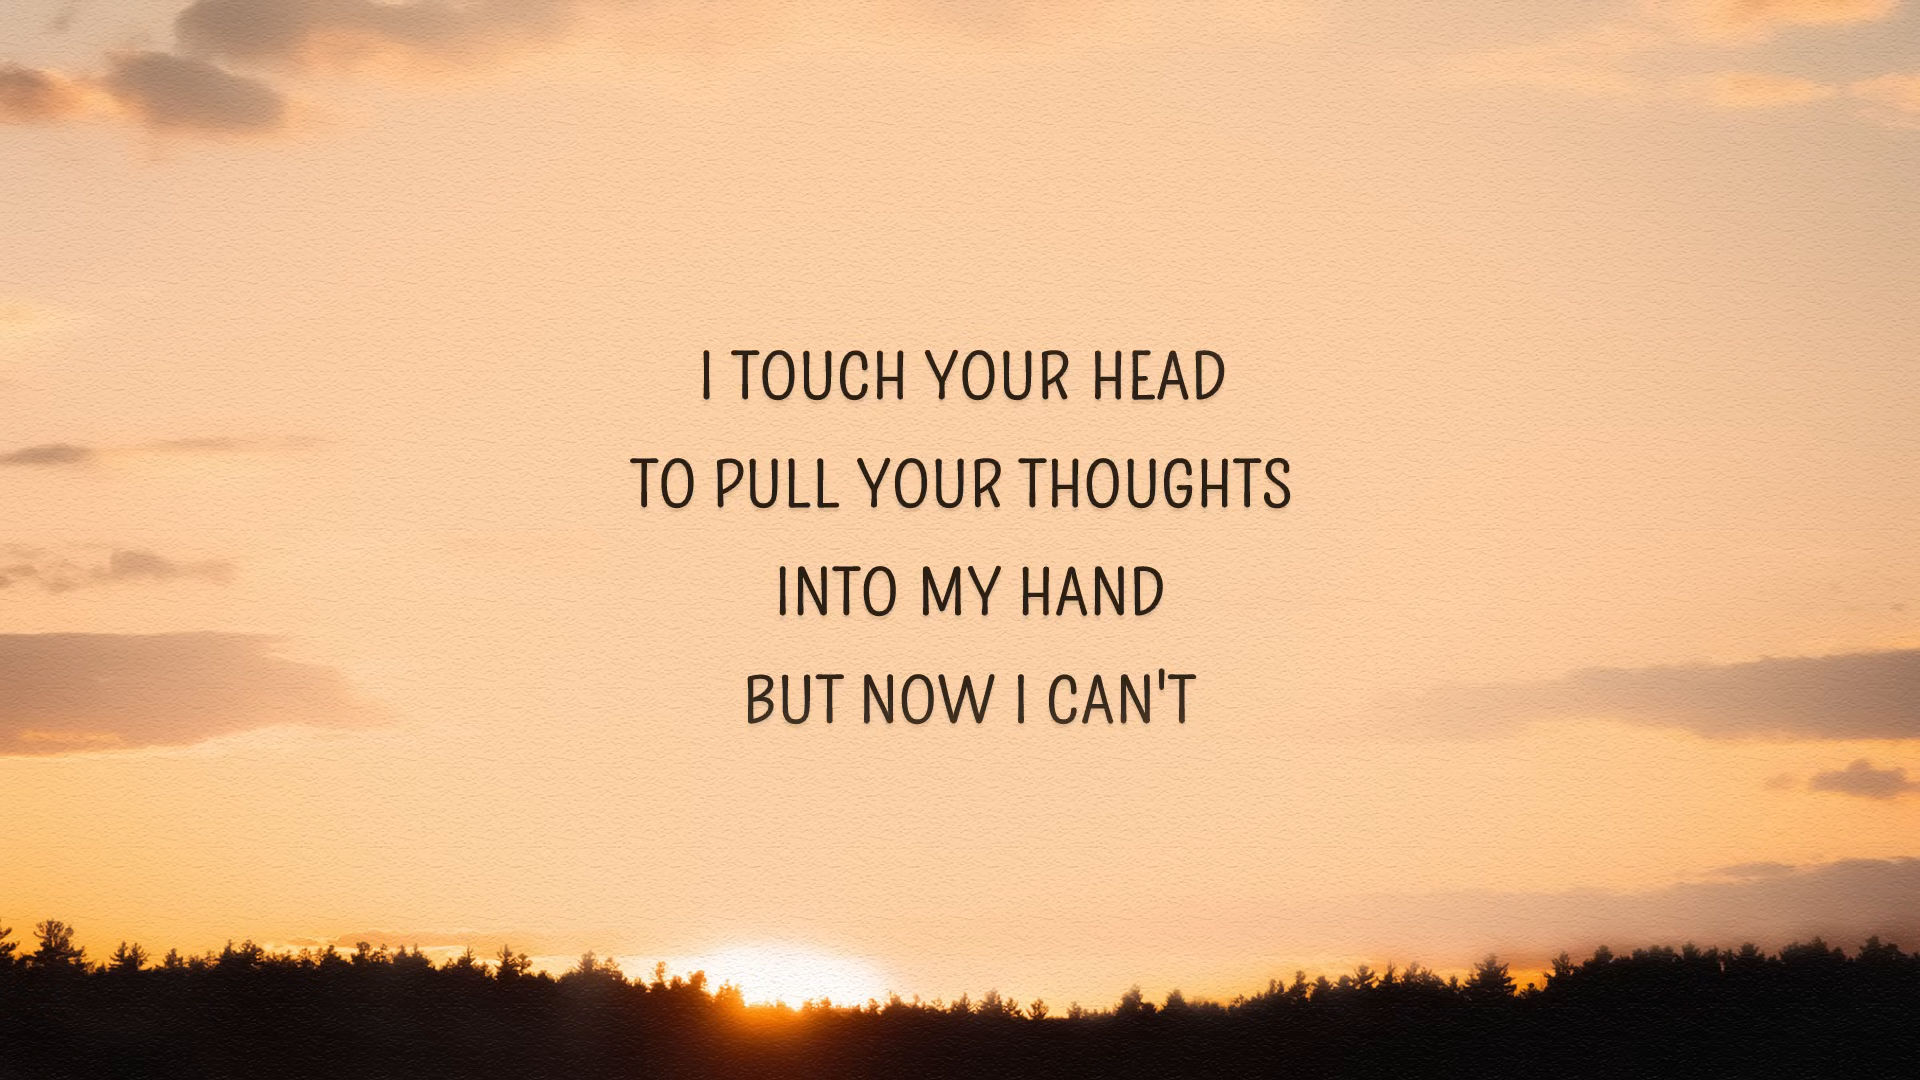 I TOUCH YOUR HEAD
TO PULL YOUR THOUGHTS
INTO MY HAND
BUT NOW I CAN'T